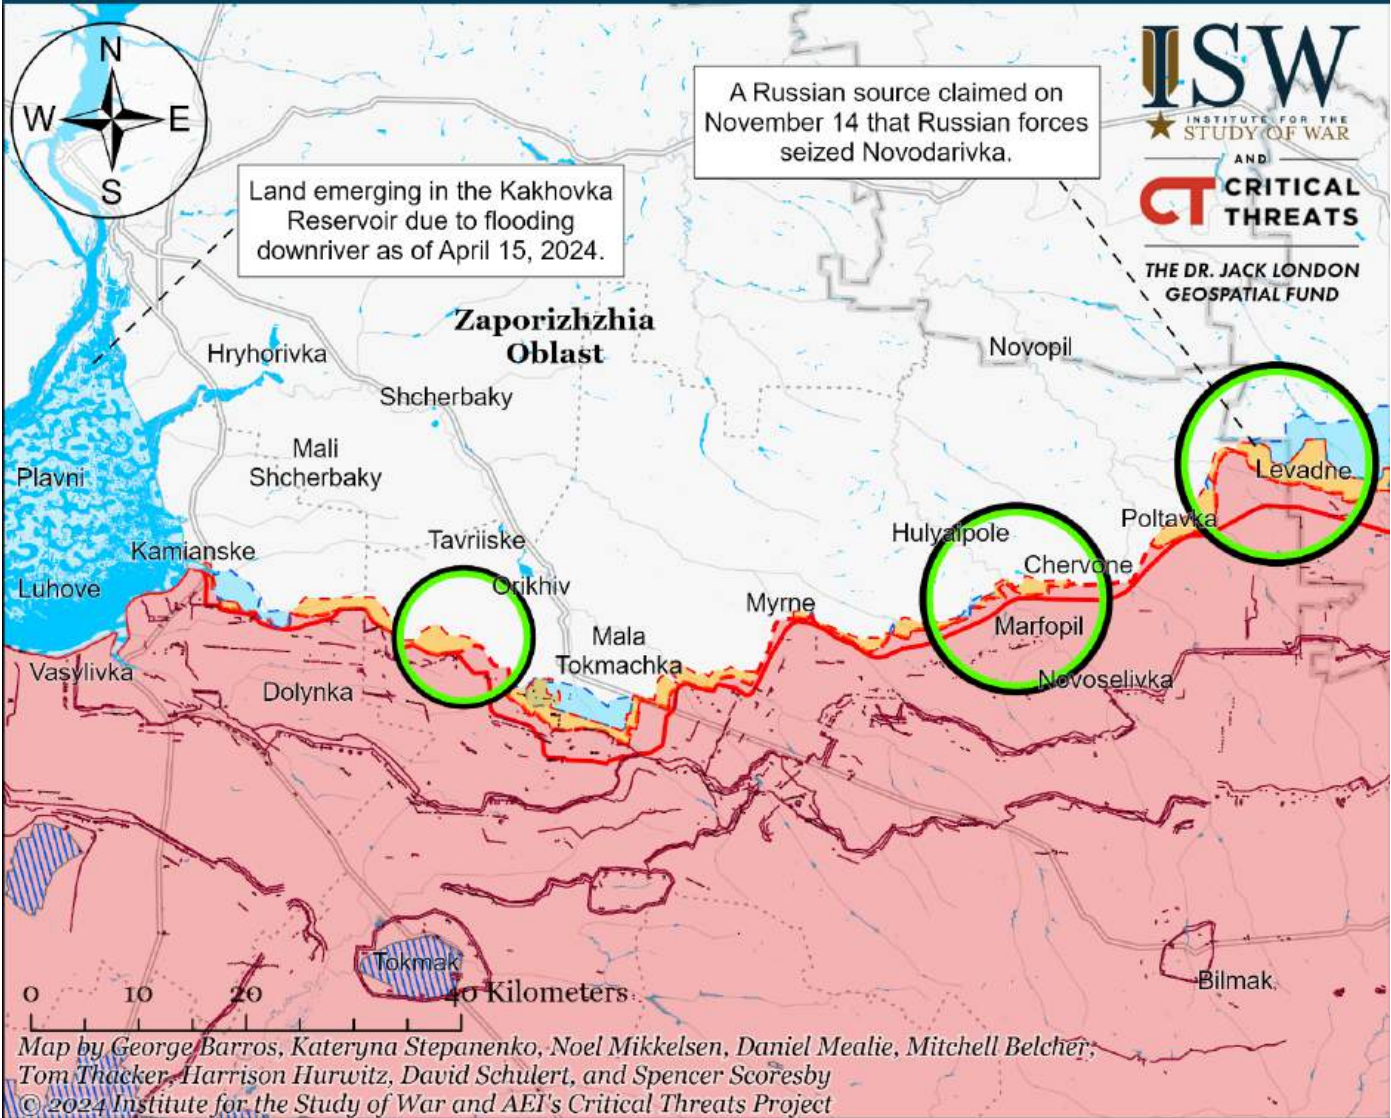 N
W E
S
A Russian source claimed on
November 14 that Russian forces
seized Novodarivka.
ISW
INSTITUTE FOR THE
STUDY OF WAR
AND
CT CRITICAL
THREATS
THE DR. JACK LONDON
GEOSPATIAL FUND
Land emerging in the Kakhovka
Reservoir due to flooding
downriver as of April 15, 2024.
Zaporizhzhia
Oblast
Hryhorivka
Novopil
Shcherbaky
Mali
Shcherbaky
Plavni
Levadne
Poltavka
Hulyaipole
Tavriiske
Kamianske
Chervone
Orikhiv
Luhove
Myrne
Marfopil
Mala
Tokmachka
Vasylivka
Novoselivka
Dolynka
Tokmak
Bilmak
0 10 20 40 Kilometers
Map by George Barros, Kateryna Stepanenko, Noel Mikkelsen, Daniel Mealie, Mitchell Belcher,
Tom Thacker, Harrison Hurwitz, David Schulert, and Spencer Scoresby
© 2024 Institute for the Study of War and AEI's Critical Threats Project